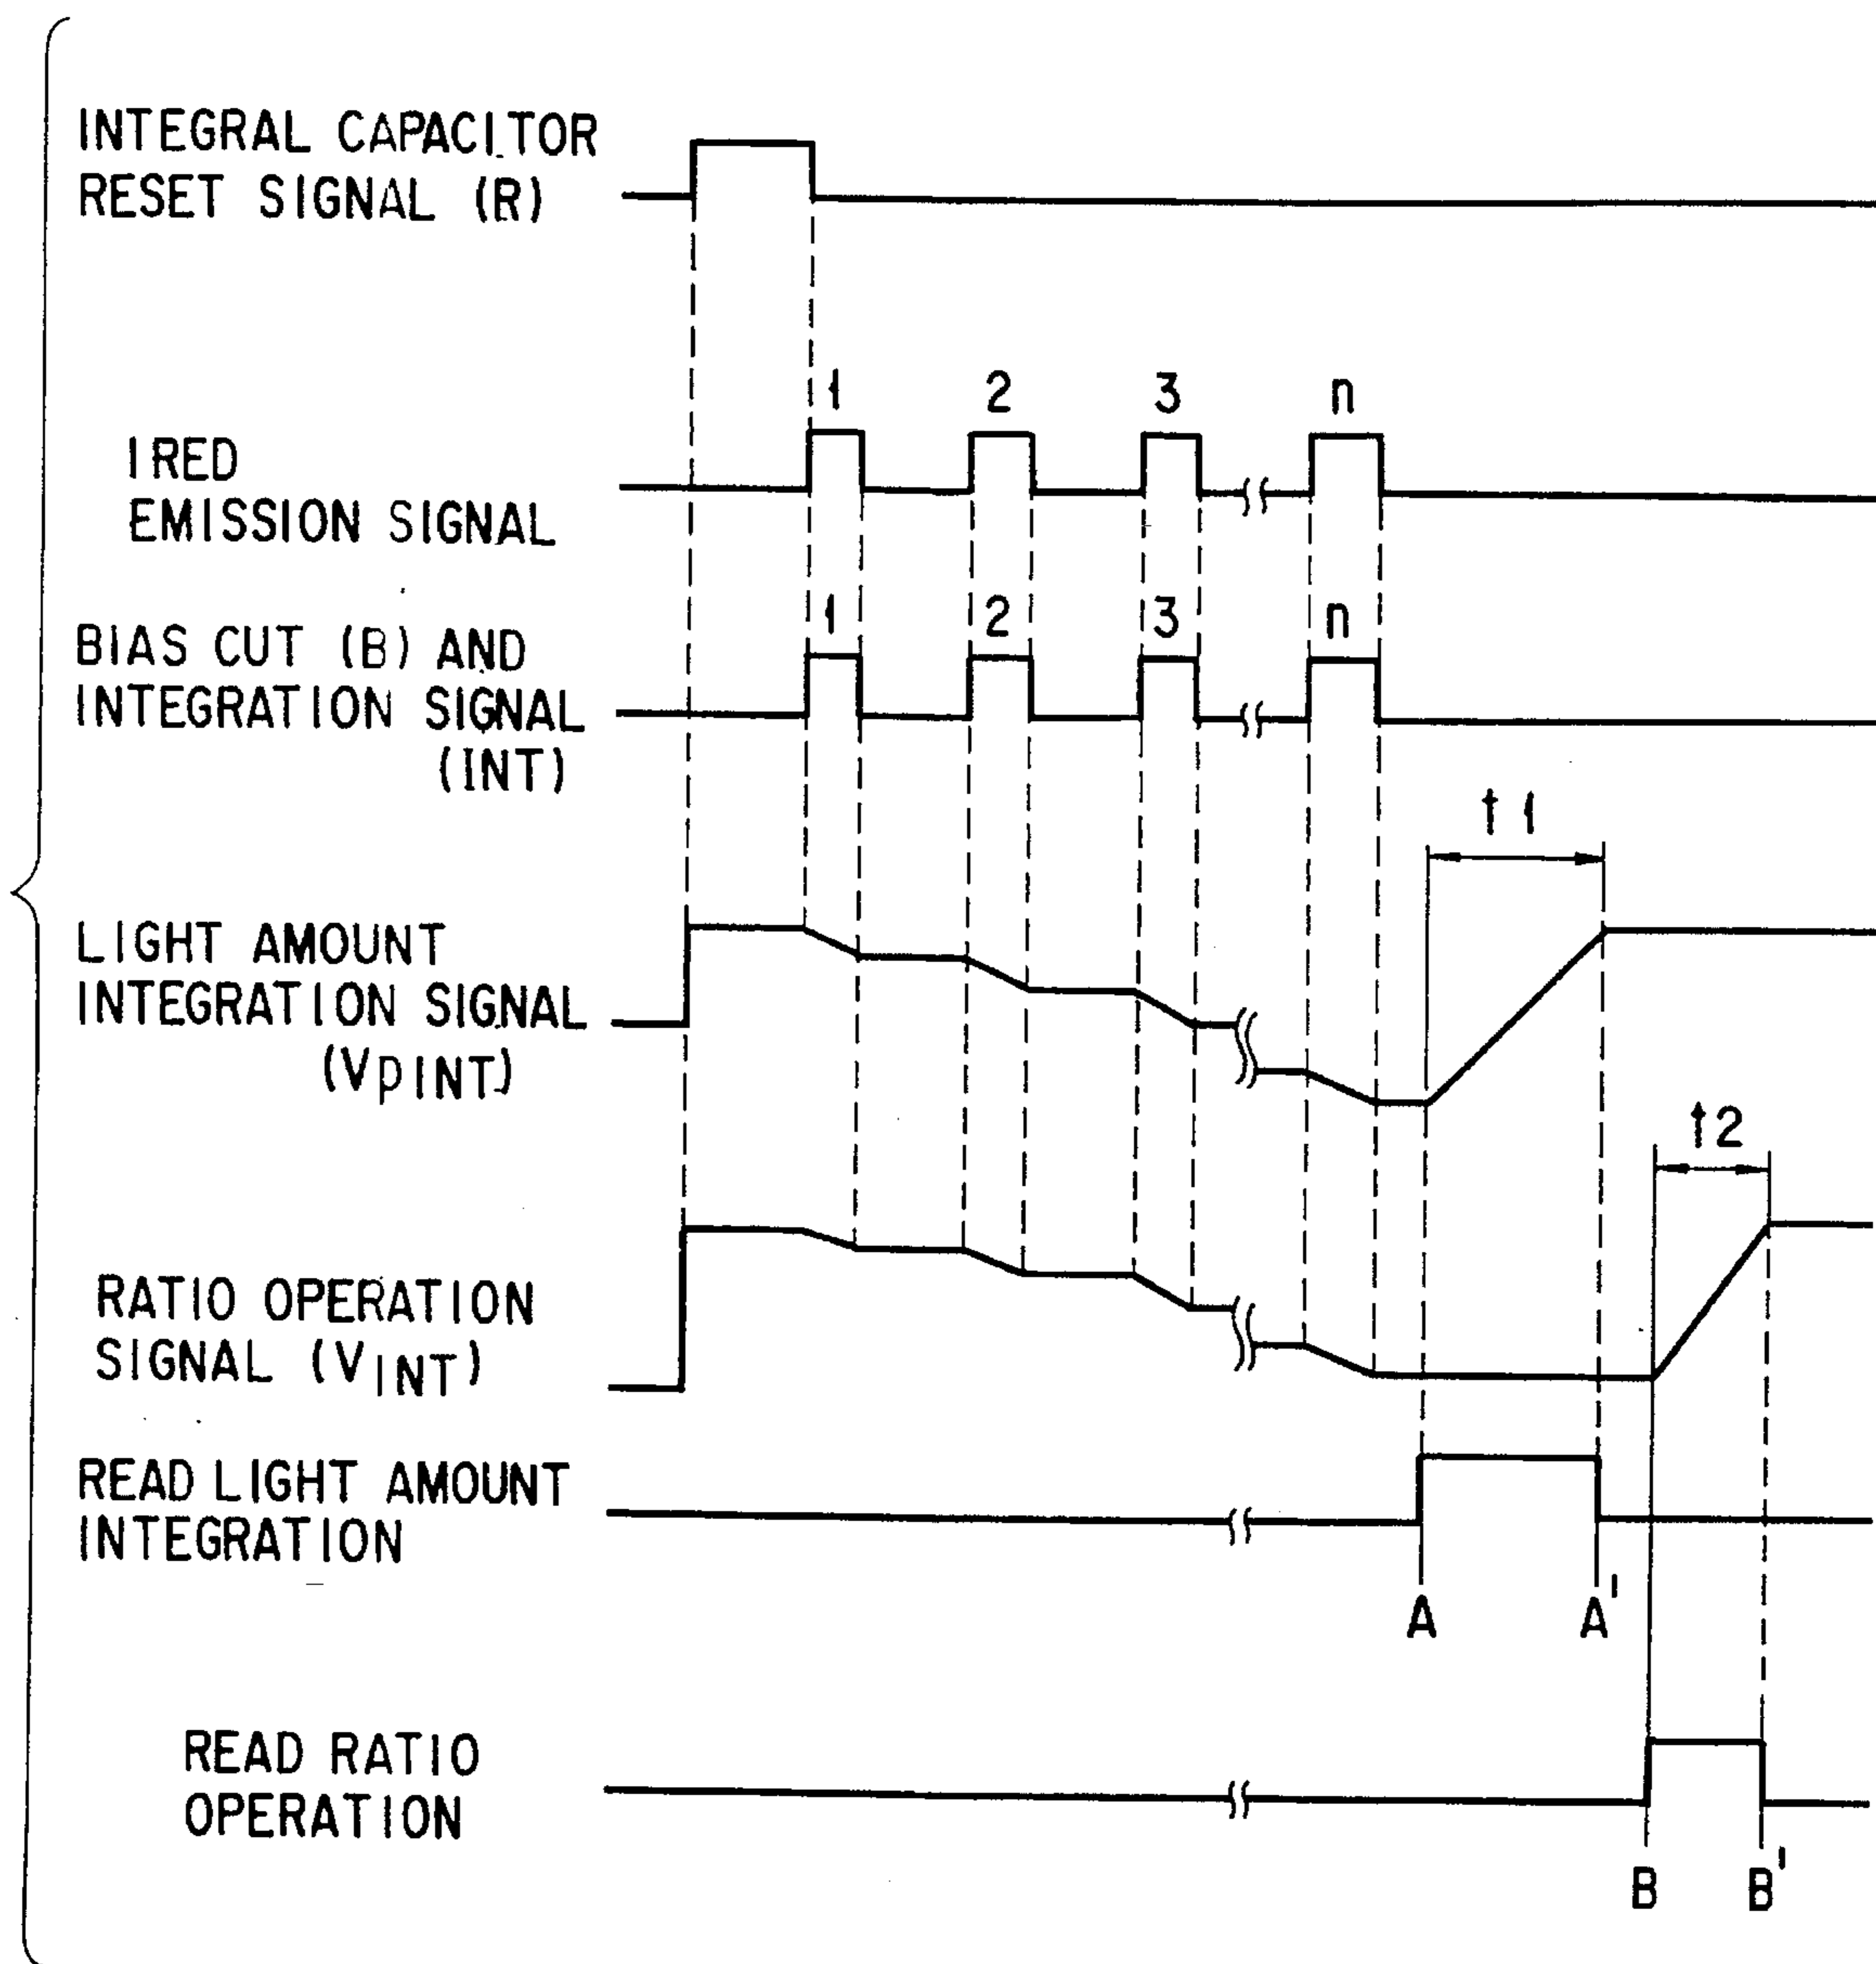 INTEGRAL CAPACITOR
RESET SIGNAL (R)
1 2 3 n
IRED
EMISSION SIGNAL
1 2 3 n
BIAS CUT (B) AND
INTEGRATION SIGNAL
(INT)
t1
LIGHT AMOUNT
INTEGRATION SIGNAL
(VpINT)
t2
RATIO OPERATION
SIGNAL (VINT)
READ LIGHT AMOUNT
INTEGRATION
A A'
READ RATIO
OPERATION
B B'